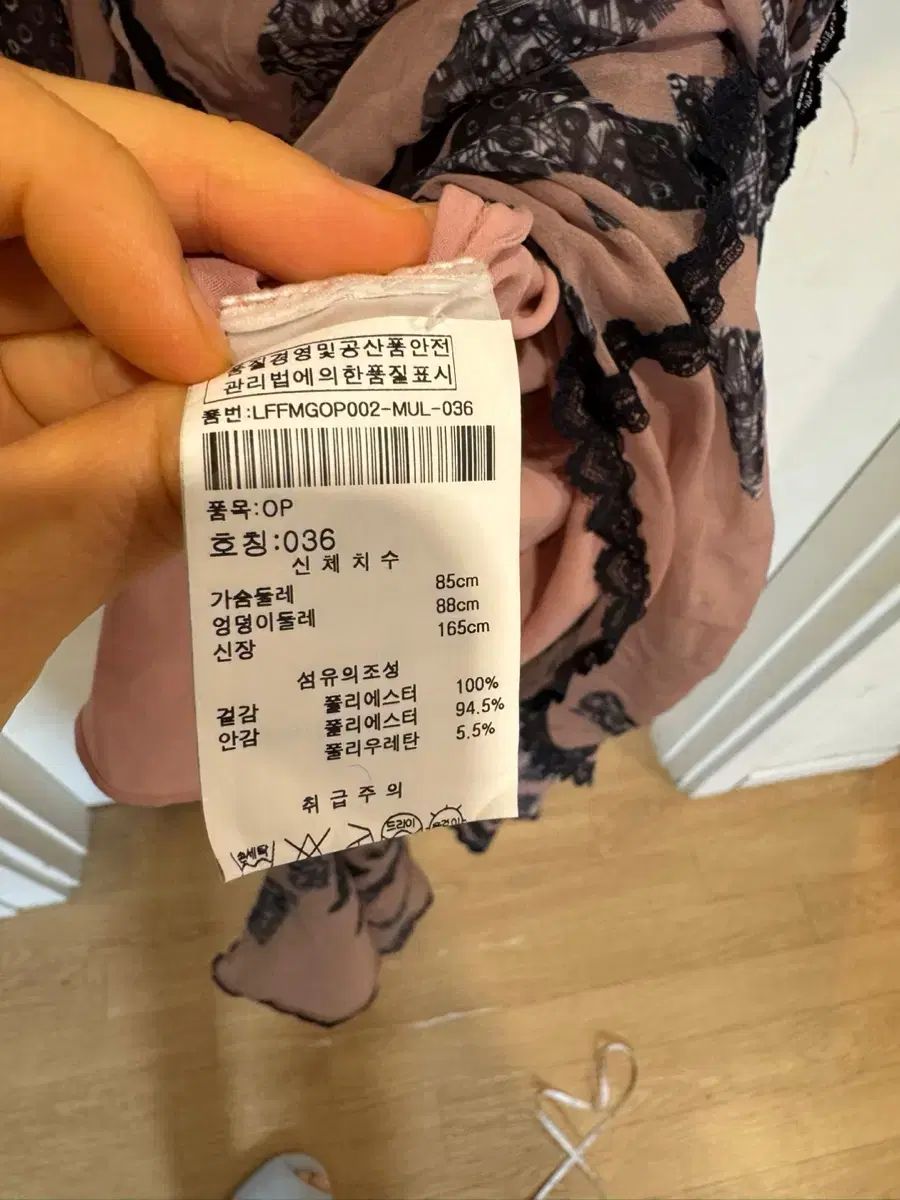 품질경영및공산품안전
관리법에의한품질표시
품번:LFFMGOP002-MUL-036
품목:OP
호칭:036
신체치수
가슴둘레 85cm
엉덩이둘레 88cm
신장 165cm
섬유의조성
겉감 폴리에스터 100%
안감 폴리에스터 94.5%
폴리우레탄 5.5%
취급주의
손세탁
드라이